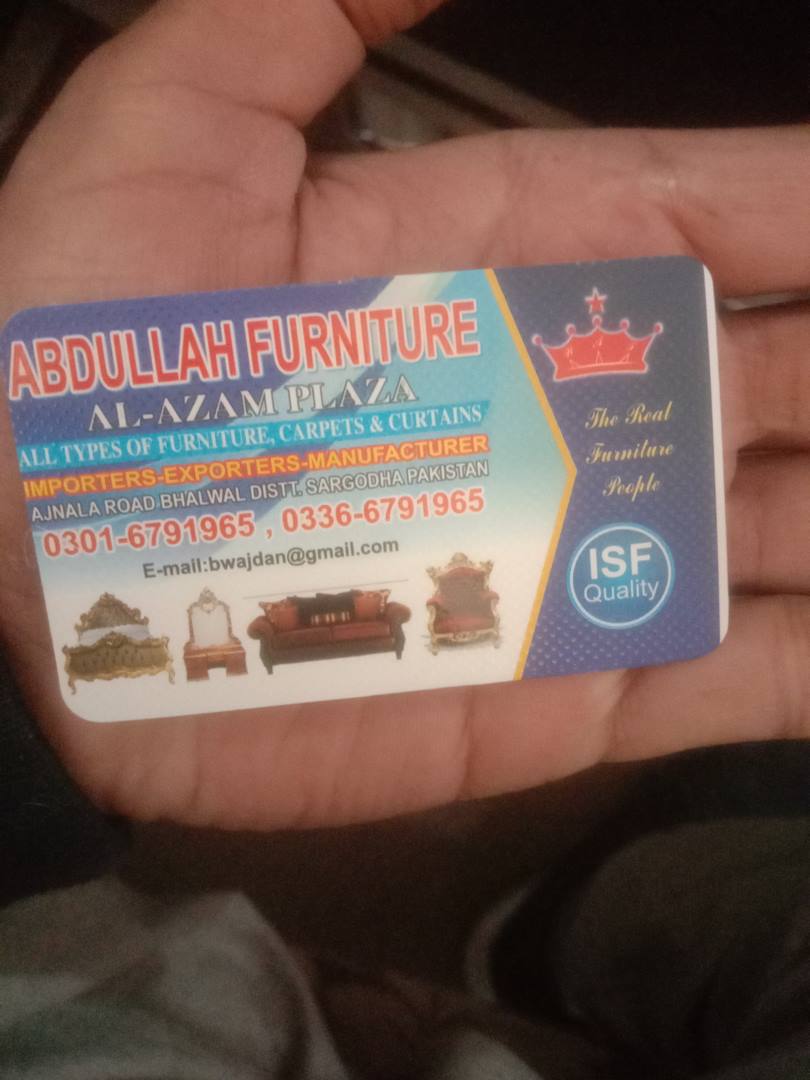 ABDULLAH FURNITURE
AL-AZAM PLAZA
ALL TYPES OF FURNITURE, CARPETS & CURTAINS
IMPORTERS-EXPORTERS-MANUFACTURER
AJNALA ROAD BHALWAL DISTT. SARGODHA PAKISTAN
0301-6791965 , 0336-6791965
E-mail:bwajdan@gmail.com
The Real
Furniture
People
ISF
Quality